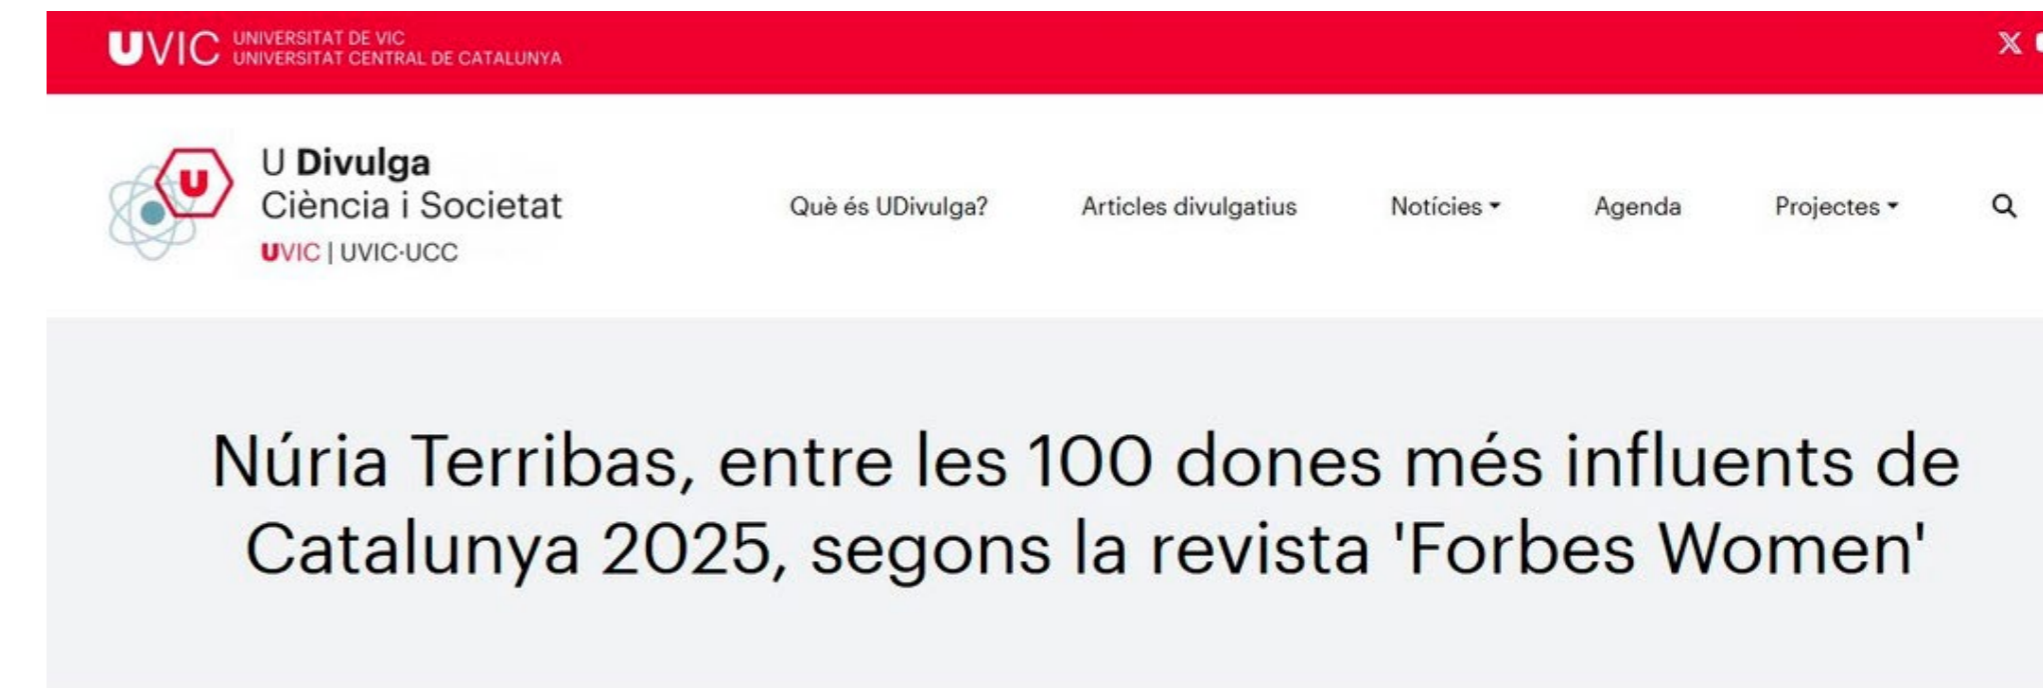 UVIC UNIVERSITAT DE VIC
UNIVERSITAT CENTRAL DE CATALUNYA
U Divulga
Ciència i Societat
UVIC | UVIC·UCC
U
Què és UDivulga? Articles divulgatius Notícies Agenda Projectes
Núria Terribas, entre les 100 dones més influents de
Catalunya 2025, segons la revista 'Forbes Women'